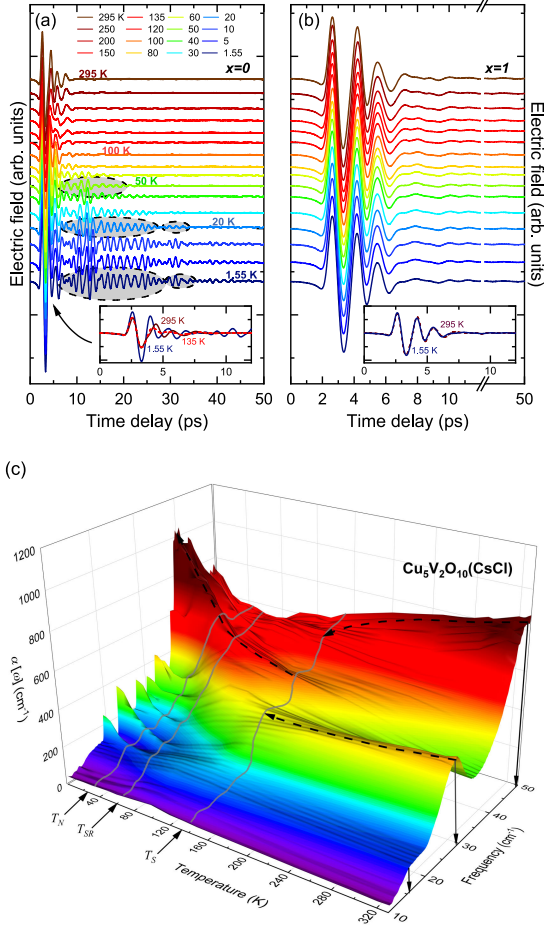 (a)
295 K 135 60 20
250 120 50 10
200 100 40 5
150 80 30 1.55
x=0
295 K
100 K
50 K
20 K
1.55 K
295 K
135 K
1.55 K
0 5 10
Electric field (arb. units)
0 10 20 30 40 50
Time delay (ps)
(b)
x=1
295 K
1.55 K
0 5 10
Electric field (arb. units)
0 2 4 6 8 10 50
Time delay (ps)
(c)
Cu5V2O10(CsCl)
α [ω] (cm⁻¹)
1200
1000
800
600
400
200
0
T_N
T_SR
T_S
40 80 120 160 200 240 280 320
Temperature (K)
10 20 30 40 50
Frequency (cm⁻¹)